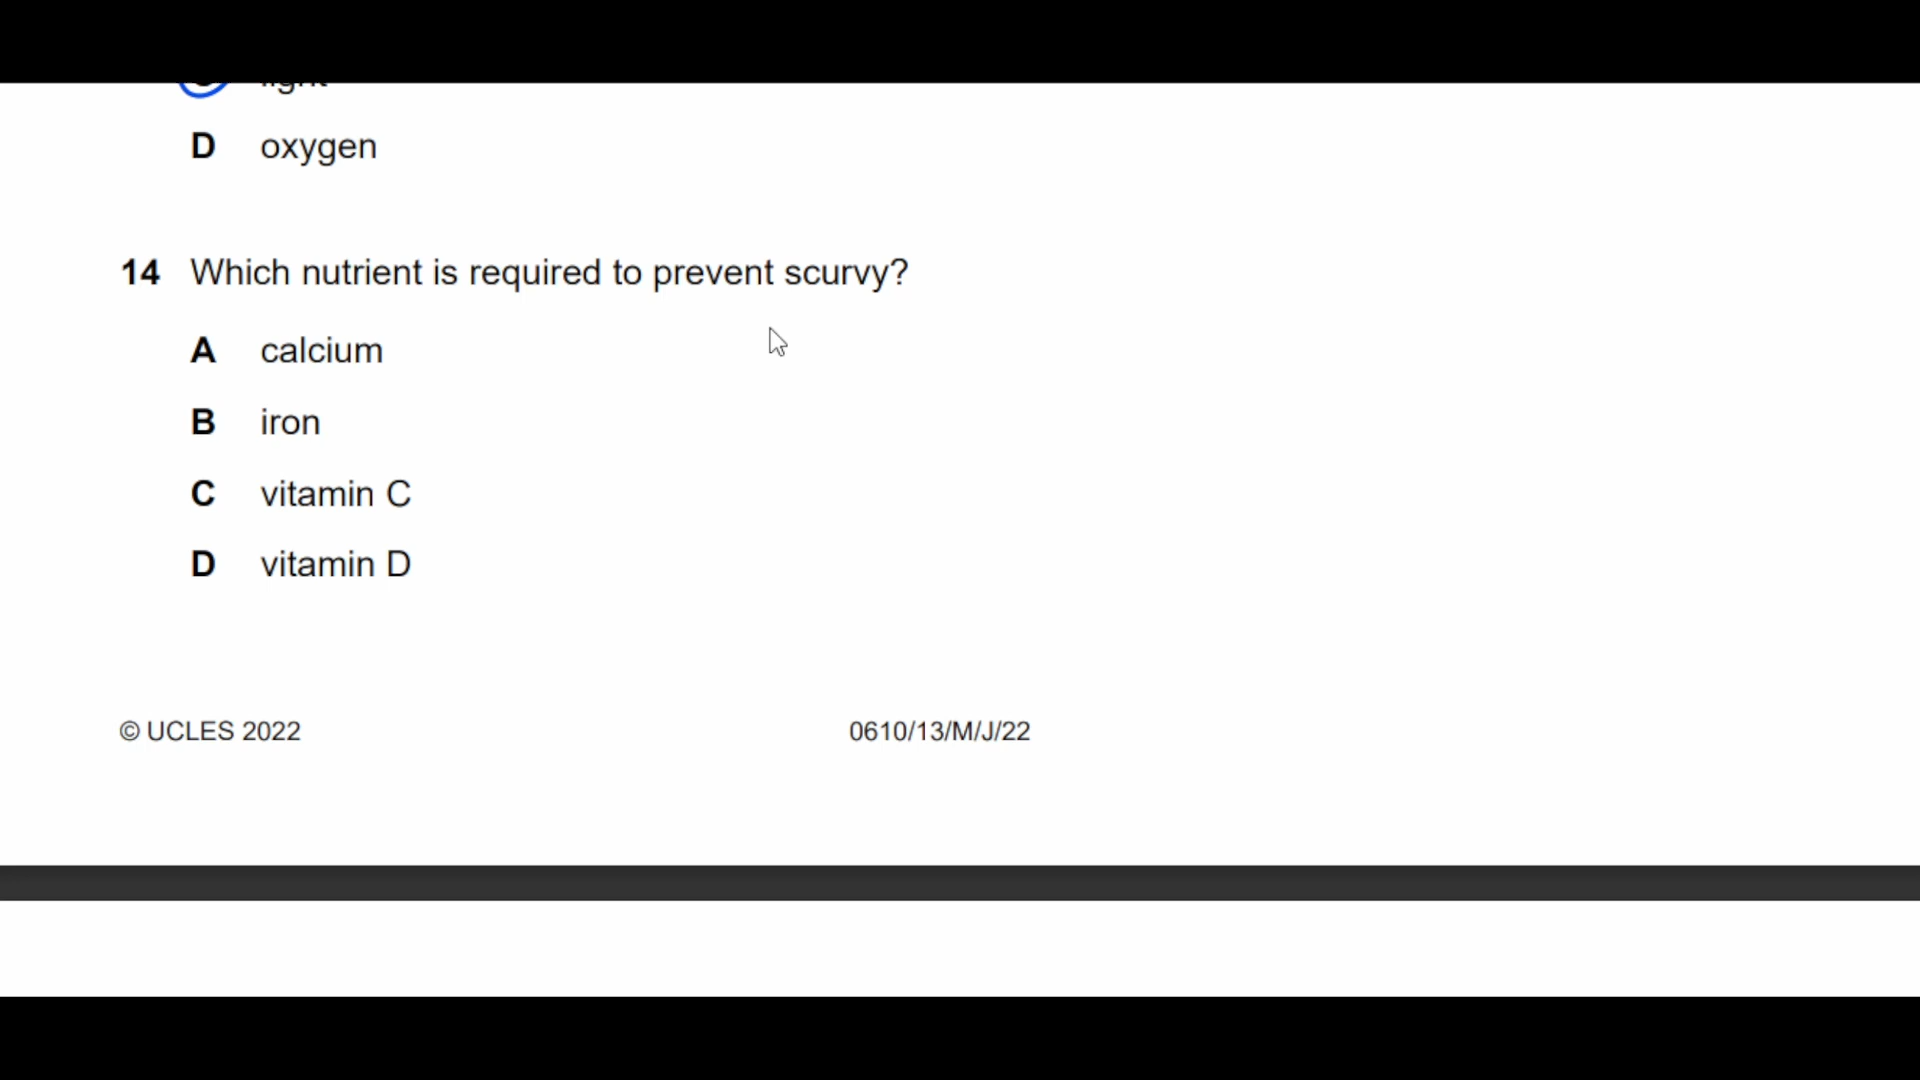 D oxygen
14 Which nutrient is required to prevent scurvy?
A calcium
B iron
C vitamin C
D vitamin D
© UCLES 2022 0610/13/M/J/22